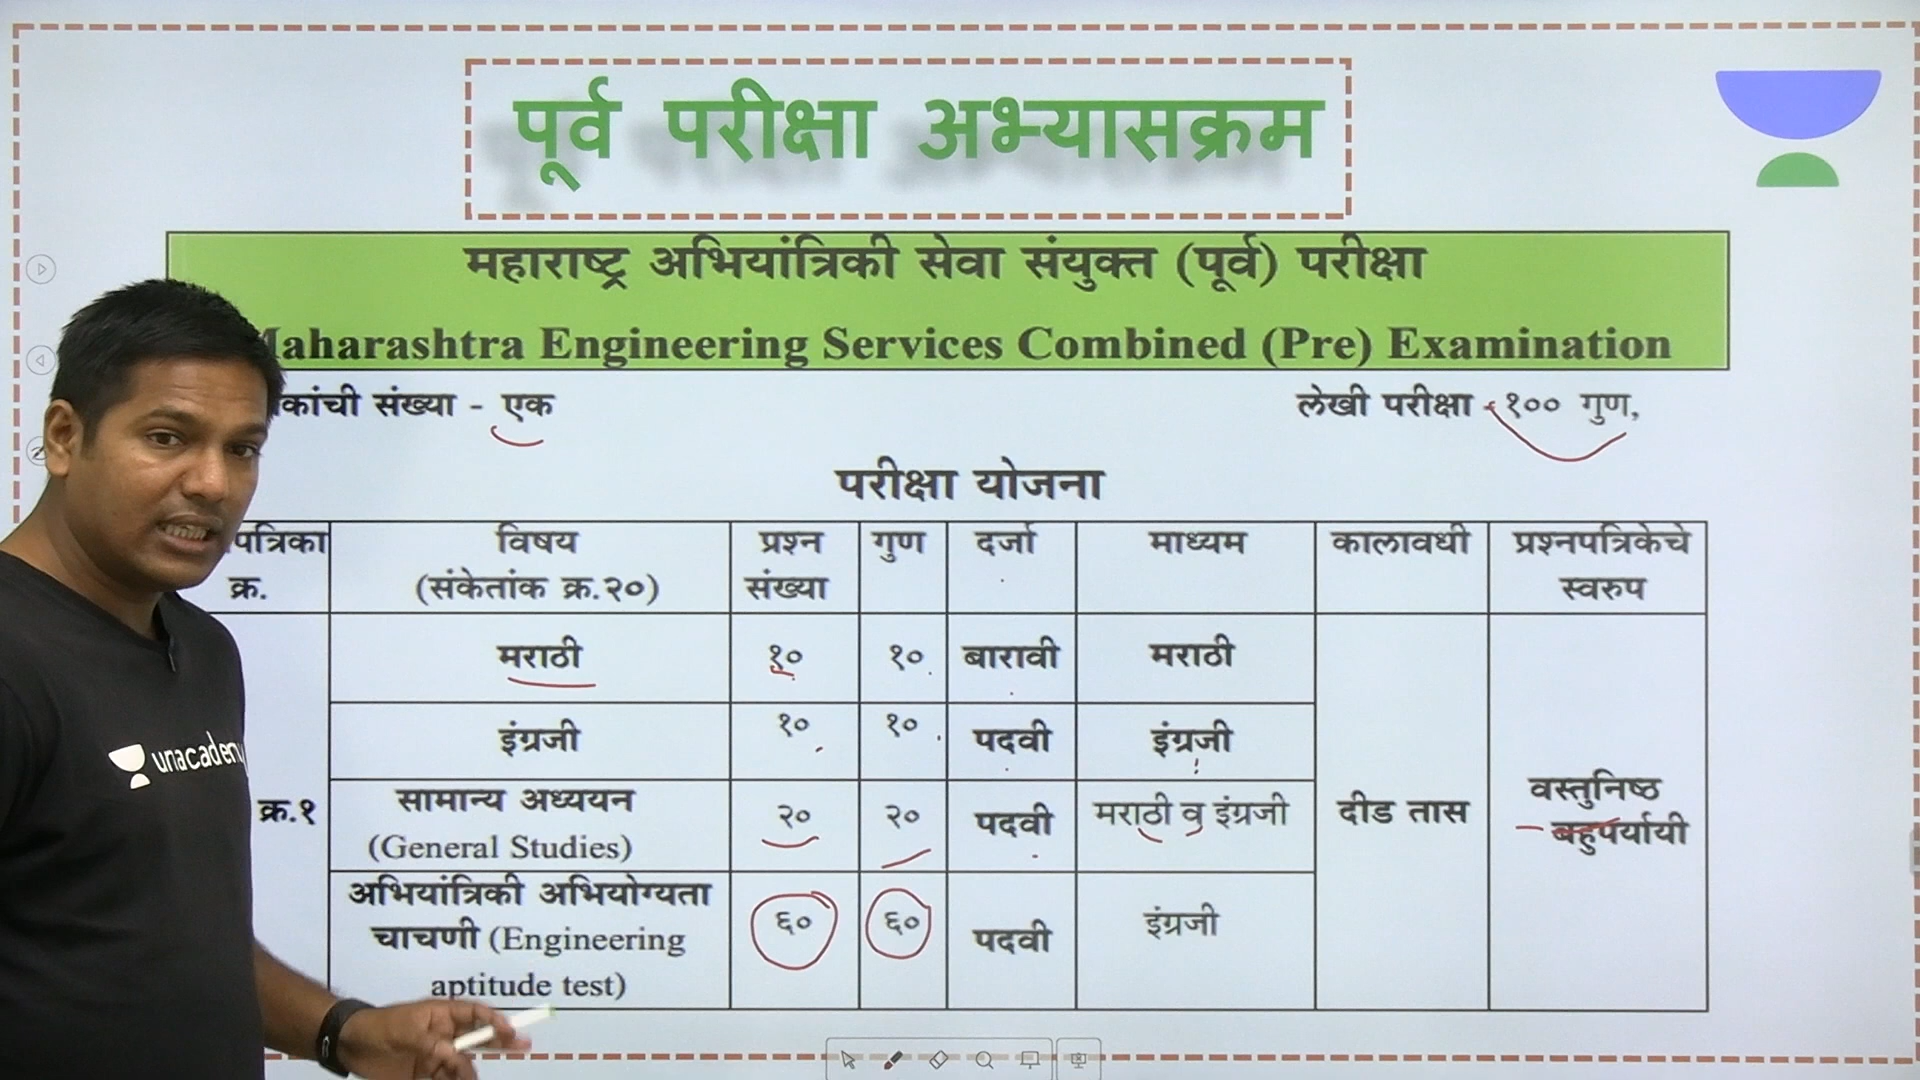 पूर्व परीक्षा अभ्यासक्रम
महाराष्ट्र अभियांत्रिकी सेवा संयुक्त (पूर्व) परीक्षा
Maharashtra Engineering Services Combined (Pre) Examination
संख्या - एक
लेखी परीक्षा - १०० गुण,
परीक्षा योजना
क्र.
विषय
(संकेतांक क्र.२०)
प्रश्न
संख्या
गुण
दर्जा
माध्यम
कालावधी
प्रश्नपत्रिकेचे
स्वरुप
मराठी
१०
१०
बारावी
मराठी
इंग्रजी
१०
१०
पदवी
इंग्रजी
क्र.१
सामान्य अध्ययन
(General Studies)
२०
२०
पदवी
मराठी व इंग्रजी
दीड तास
वस्तुनिष्ठ
बहुपर्यायी
अभियांत्रिकी अभियोग्यता
चाचणी (Engineering
aptitude test)
६०
६०
पदवी
इंग्रजी
unacademy